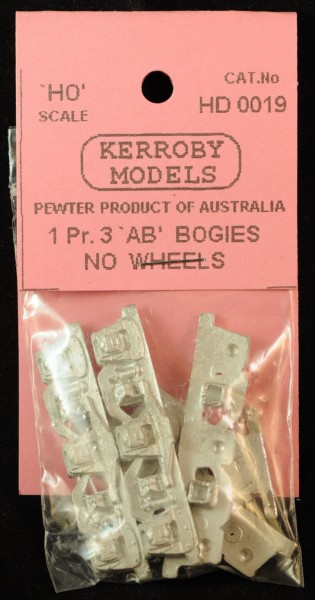 `HO'
SCALE
CAT.No
HD 0019
KERROBY
MODELS
PEWTER PRODUCT OF AUSTRALIA
1 Pr. 3 `AB' BOGIES
NO WHEELS